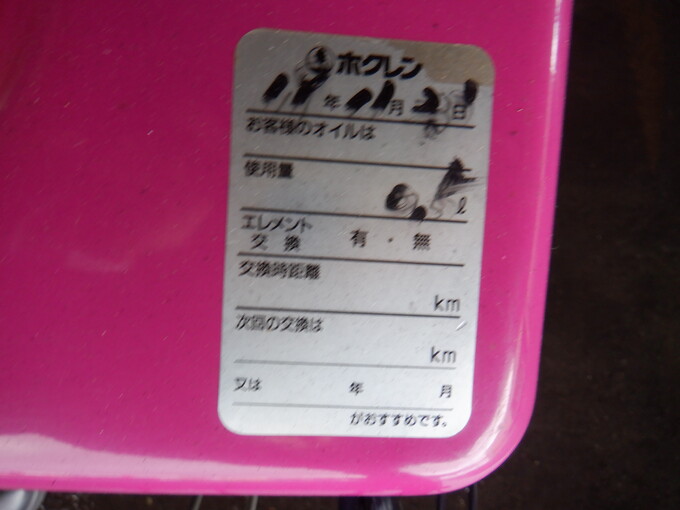 ホクレン
年 月 日
お客様のオイルは
使用量 ℓ
エレメント
交換 有・無
交換時距離
km
次回の交換は
km
又は 年 月
がおすすめです。